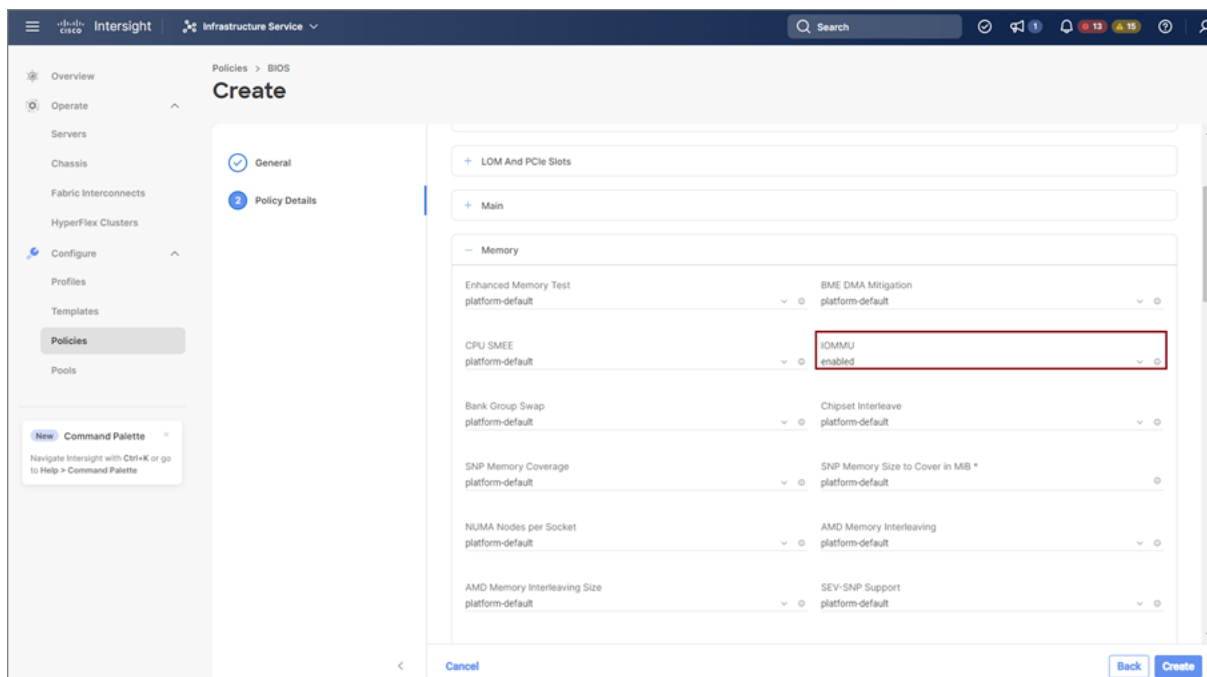 cisco Intersight Infrastructure Service Search 1 13 15
Overview
Operate
Servers
Chassis
Fabric Interconnects
HyperFlex Clusters
Configure
Profiles
Templates
Policies
Pools
New Command Palette
Navigate Intersight with Ctrl+K or go
to Help > Command Palette
Policies > BIOS
Create
General
2 Policy Details
+ LOM And PCIe Slots
+ Main
− Memory
Enhanced Memory Test
platform-default
BME DMA Mitigation
platform-default
CPU SMEE
platform-default
IOMMU
enabled
Bank Group Swap
platform-default
Chipset Interleave
platform-default
SNP Memory Coverage
platform-default
SNP Memory Size to Cover in MiB *
platform-default
NUMA Nodes per Socket
platform-default
AMD Memory Interleaving
platform-default
AMD Memory Interleaving Size
platform-default
SEV-SNP Support
platform-default
Cancel
Back Create